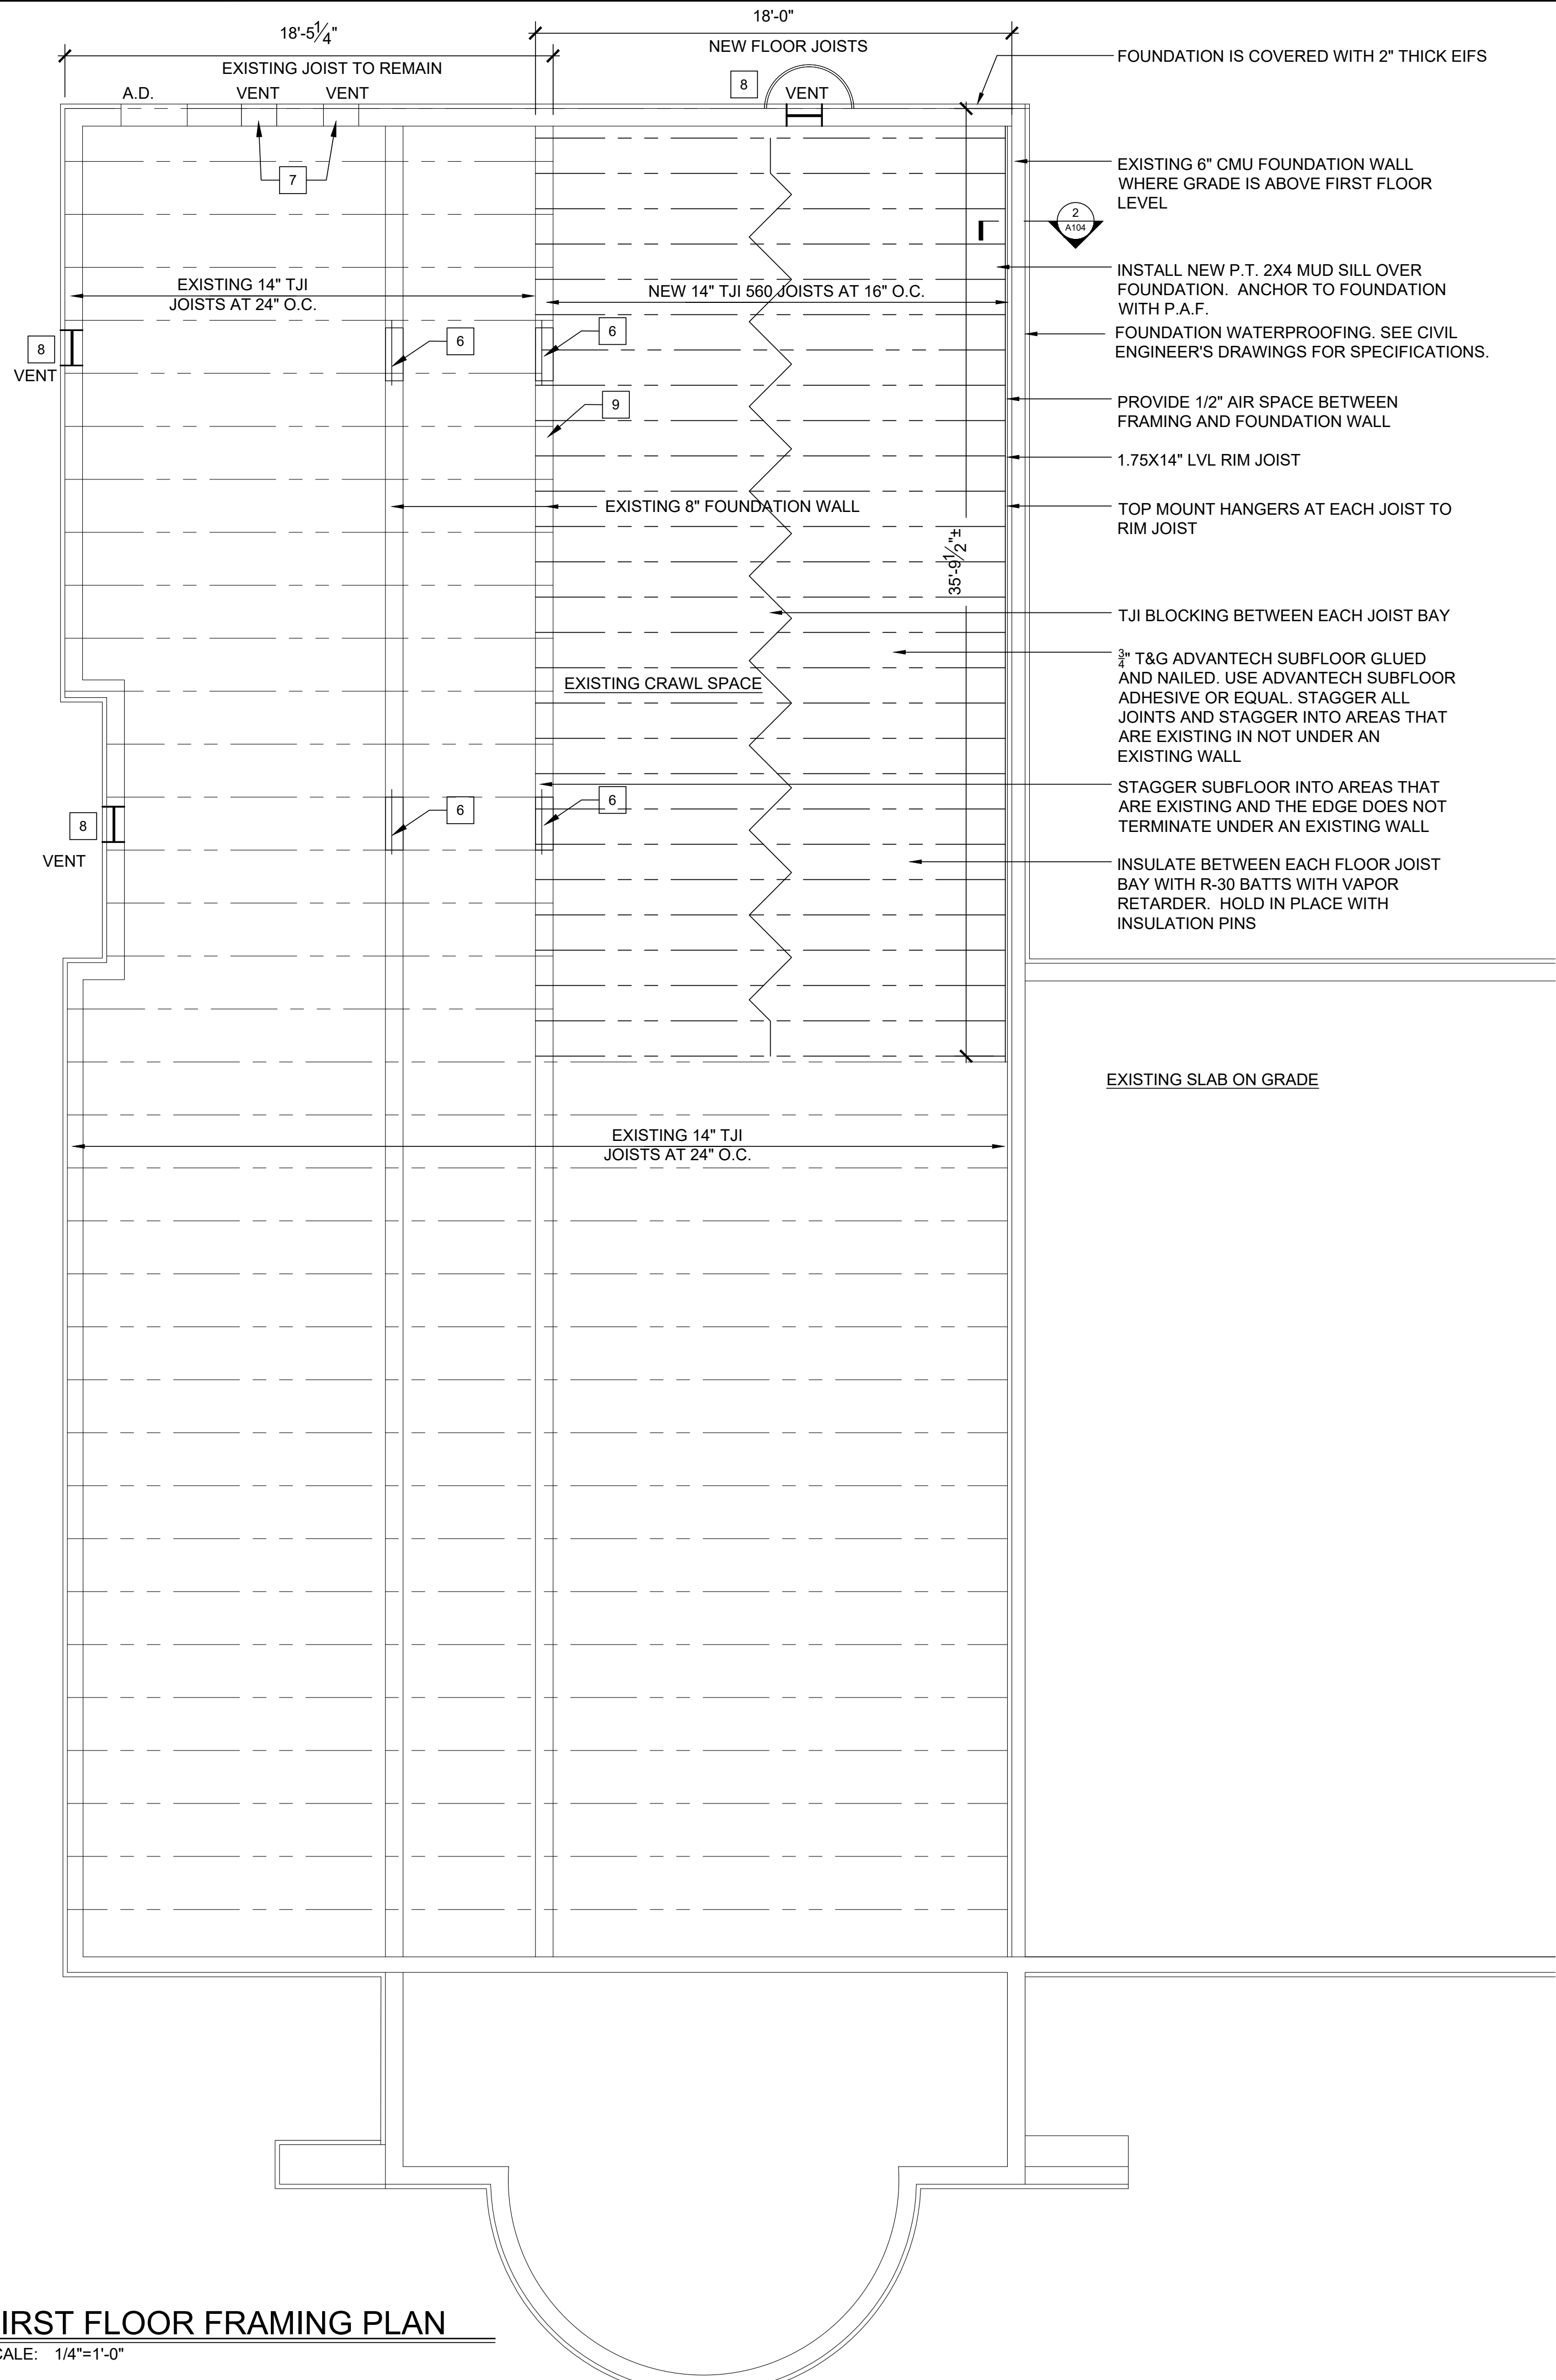 18'-0"
18'-5 1/4"
NEW FLOOR JOISTS
EXISTING JOIST TO REMAIN
FOUNDATION IS COVERED WITH 2" THICK EIFS
A.D.
VENT
VENT
8
VENT
7
EXISTING 6" CMU FOUNDATION WALL
WHERE GRADE IS ABOVE FIRST FLOOR
LEVEL
2
A104
INSTALL NEW P.T. 2X4 MUD SILL OVER
FOUNDATION. ANCHOR TO FOUNDATION
WITH P.A.F.
EXISTING 14" TJI
JOISTS AT 24" O.C.
NEW 14" TJI 560 JOISTS AT 16" O.C.
FOUNDATION WATERPROOFING. SEE CIVIL
ENGINEER'S DRAWINGS FOR SPECIFICATIONS.
8
VENT
6
6
9
PROVIDE 1/2" AIR SPACE BETWEEN
FRAMING AND FOUNDATION WALL
1.75X14" LVL RIM JOIST
EXISTING 8" FOUNDATION WALL
TOP MOUNT HANGERS AT EACH JOIST TO
RIM JOIST
35'-9 1/2"±
TJI BLOCKING BETWEEN EACH JOIST BAY
EXISTING CRAWL SPACE
3/4" T&G ADVANTECH SUBFLOOR GLUED
AND NAILED. USE ADVANTECH SUBFLOOR
ADHESIVE OR EQUAL. STAGGER ALL
JOINTS AND STAGGER INTO AREAS THAT
ARE EXISTING IN NOT UNDER AN
EXISTING WALL
STAGGER SUBFLOOR INTO AREAS THAT
ARE EXISTING AND THE EDGE DOES NOT
TERMINATE UNDER AN EXISTING WALL
8
VENT
6
6
INSULATE BETWEEN EACH FLOOR JOIST
BAY WITH R-30 BATTS WITH VAPOR
RETARDER. HOLD IN PLACE WITH
INSULATION PINS
EXISTING SLAB ON GRADE
EXISTING 14" TJI
JOISTS AT 24" O.C.
IRST FLOOR FRAMING PLAN
CALE: 1/4"=1'-0"